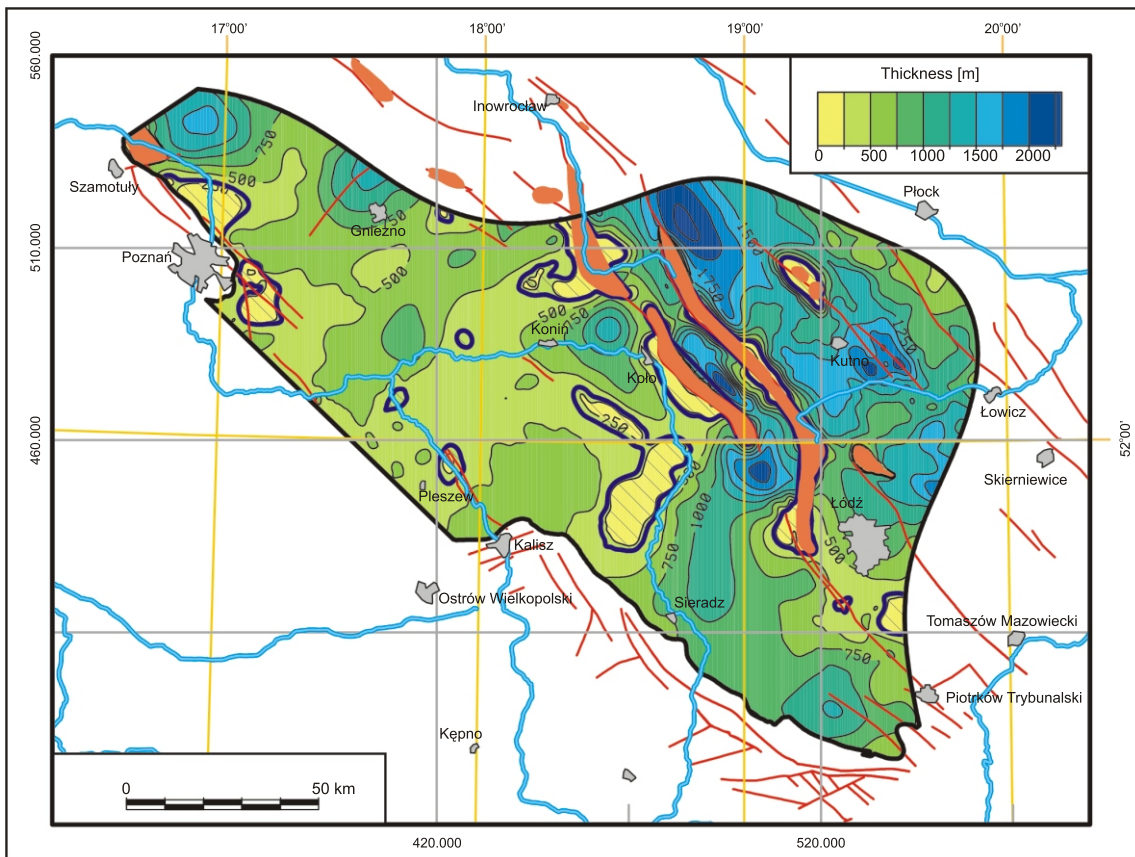 17°00'
18°00'
19°00'
20°00'
560.000
510.000
460.000
52°00'
420.000
520.000
Thickness [m]
0
500
1000
1500
2000
Inowrocław
Szamotuły
Płock
Gniezno
Poznań
Konin
Kutno
Koło
Łowicz
Skierniewice
Pleszew
Łódź
Kalisz
Ostrów Wielkopolski
Sieradz
Tomaszów Mazowiecki
Piotrków Trybunalski
Kępno
750
500
500
500
750
250
1000
750
500
750
0
50 km